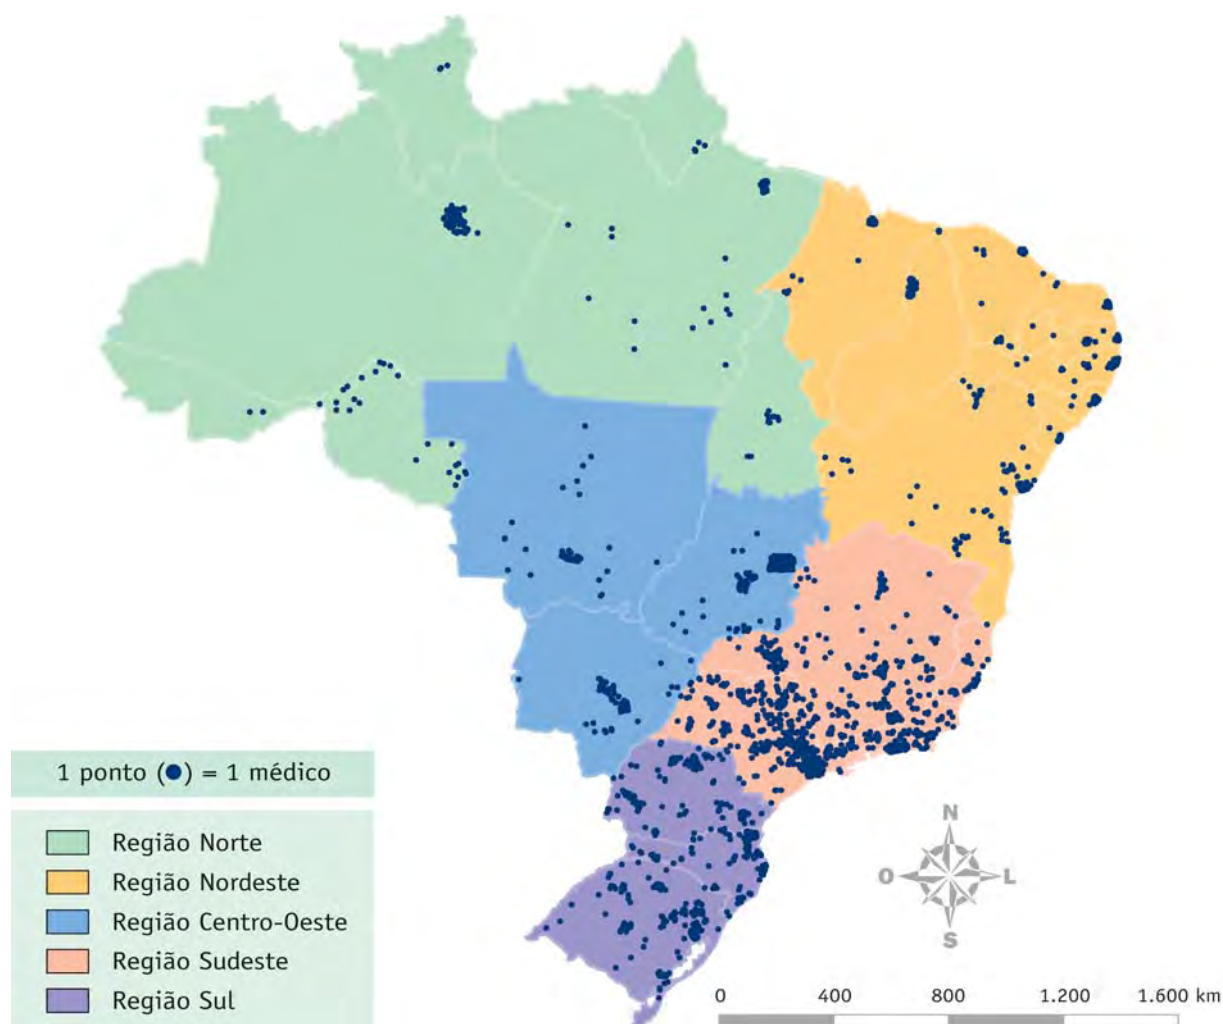 1 ponto (●) = 1 médico
Região Norte
Região Nordeste
Região Centro-Oeste
Região Sudeste
Região Sul
N
O L
S
0 400 800 1.200 1.600 km